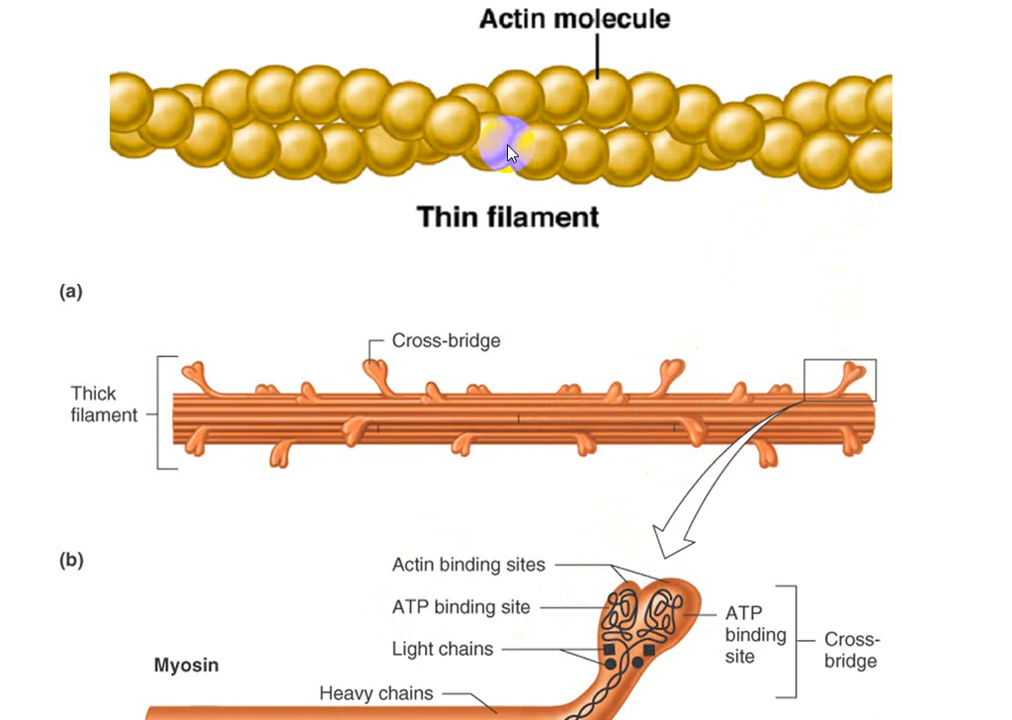 Actin molecule
Thin filament
(a)
Cross-bridge
Thick
filament
(b)
Actin binding sites
ATP binding site
ATP
binding
site
Cross-
bridge
Light chains
Myosin
Heavy chains